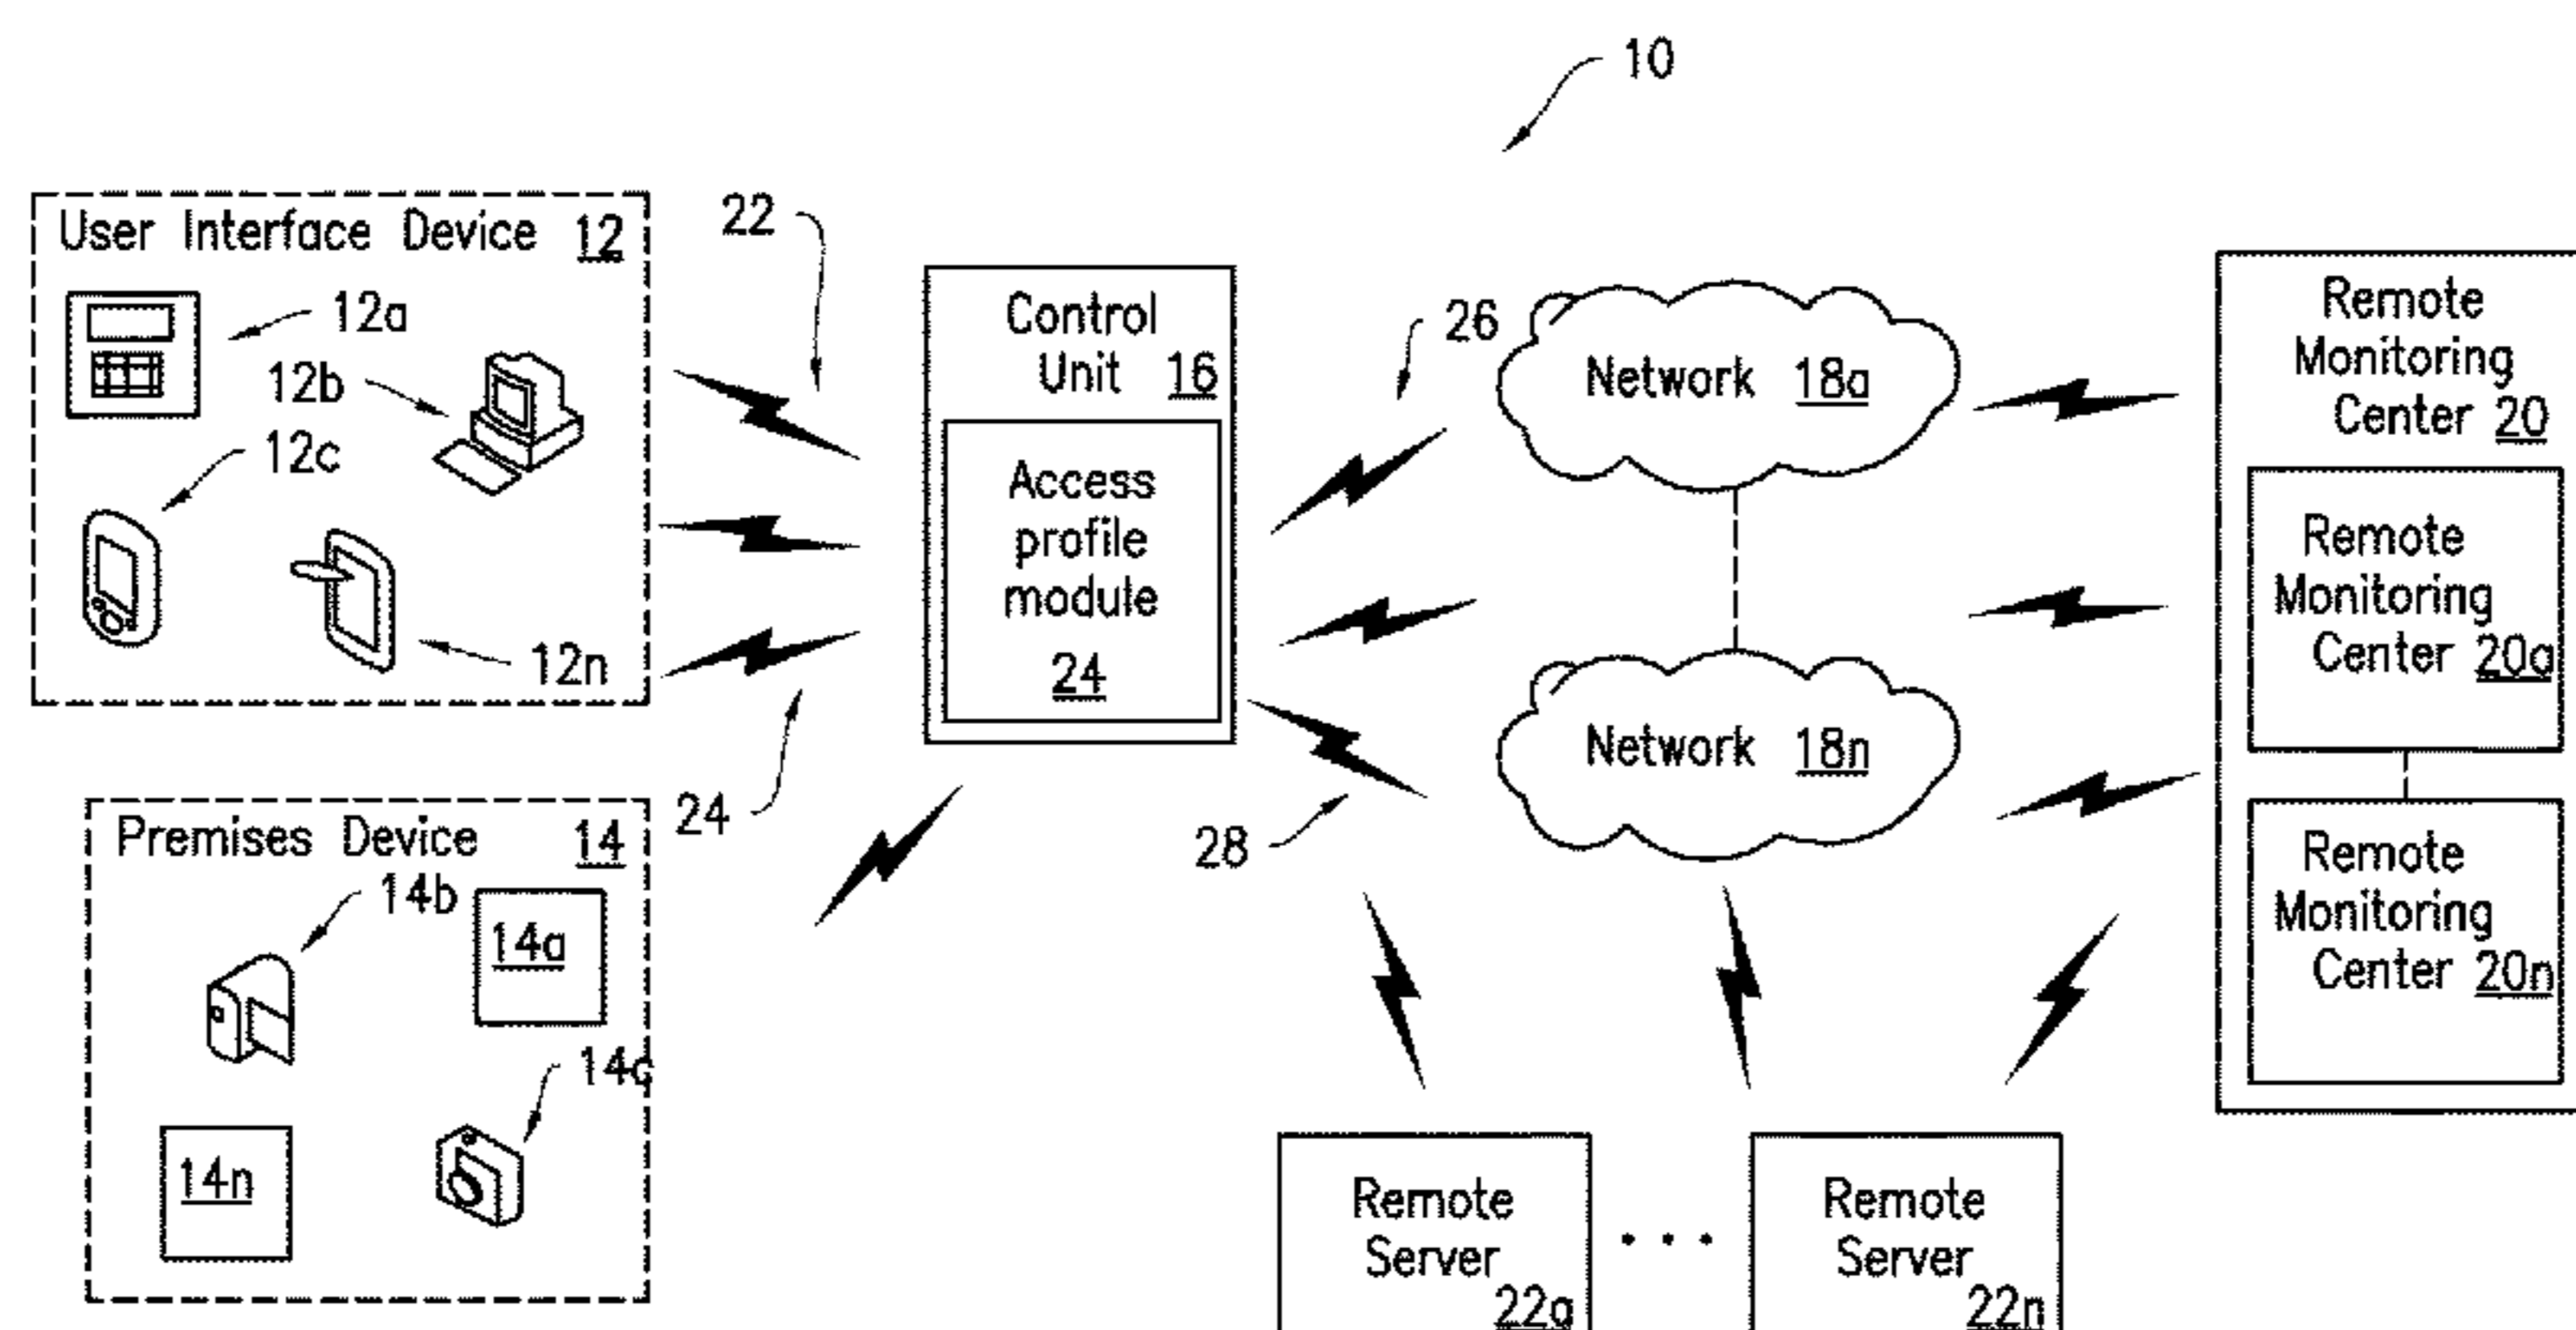 10
User Interface Device 12
12a
12b
12c
12n
22
24
Premises Device 14
14b
14a
14c
14n
Control
Unit 16
Access
profile
module
24
26
28
Network 18a
Network 18n
Remote
Monitoring
Center 20
Remote
Monitoring
Center 20a
Remote
Monitoring
Center 20n
Remote
Server
22a
Remote
Server
22n